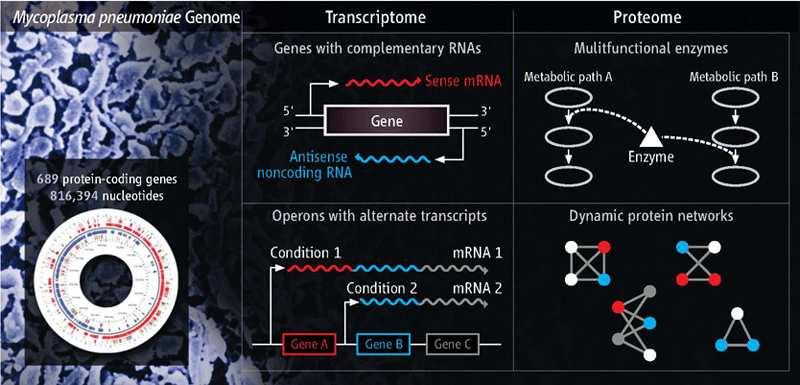 Mycoplasma pneumoniae Genome
689 protein-coding genes
816,394 nucleotides
Transcriptome
Genes with complementary RNAs
Sense mRNA
5' 3'
Gene
3' 5'
Antisense
noncoding RNA
Operons with alternate transcripts
Condition 1 mRNA 1
Condition 2 mRNA 2
Gene A Gene B Gene C
Proteome
Mulitfunctional enzymes
Metabolic path A Metabolic path B
Enzyme
Dynamic protein networks